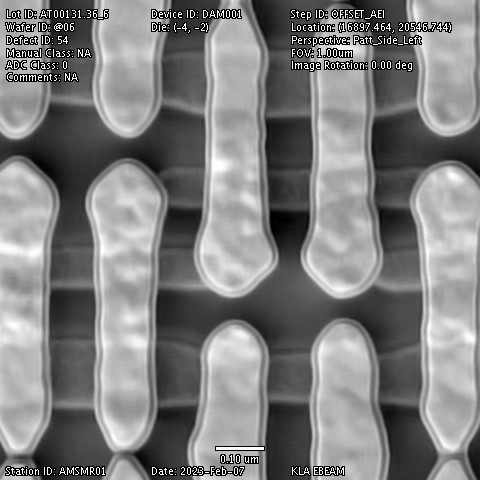 Lot ID: AT00131.36_6
Device ID: DAM001
Step ID: OFFSET_AEI
Wafer ID: @06
Die: (-4, -2)
Location: (16897.464, 20546.744)
Defect ID: 54
Perspective: Patt_Side_Left
Manual Class: NA
FOV: 1.00um
ADC Class: 0
Image Rotation: 0.00 deg
Comments: NA
0.10 um
Station ID: AMSMR01
Date: 2023-Feb-07
KLA EBEAM